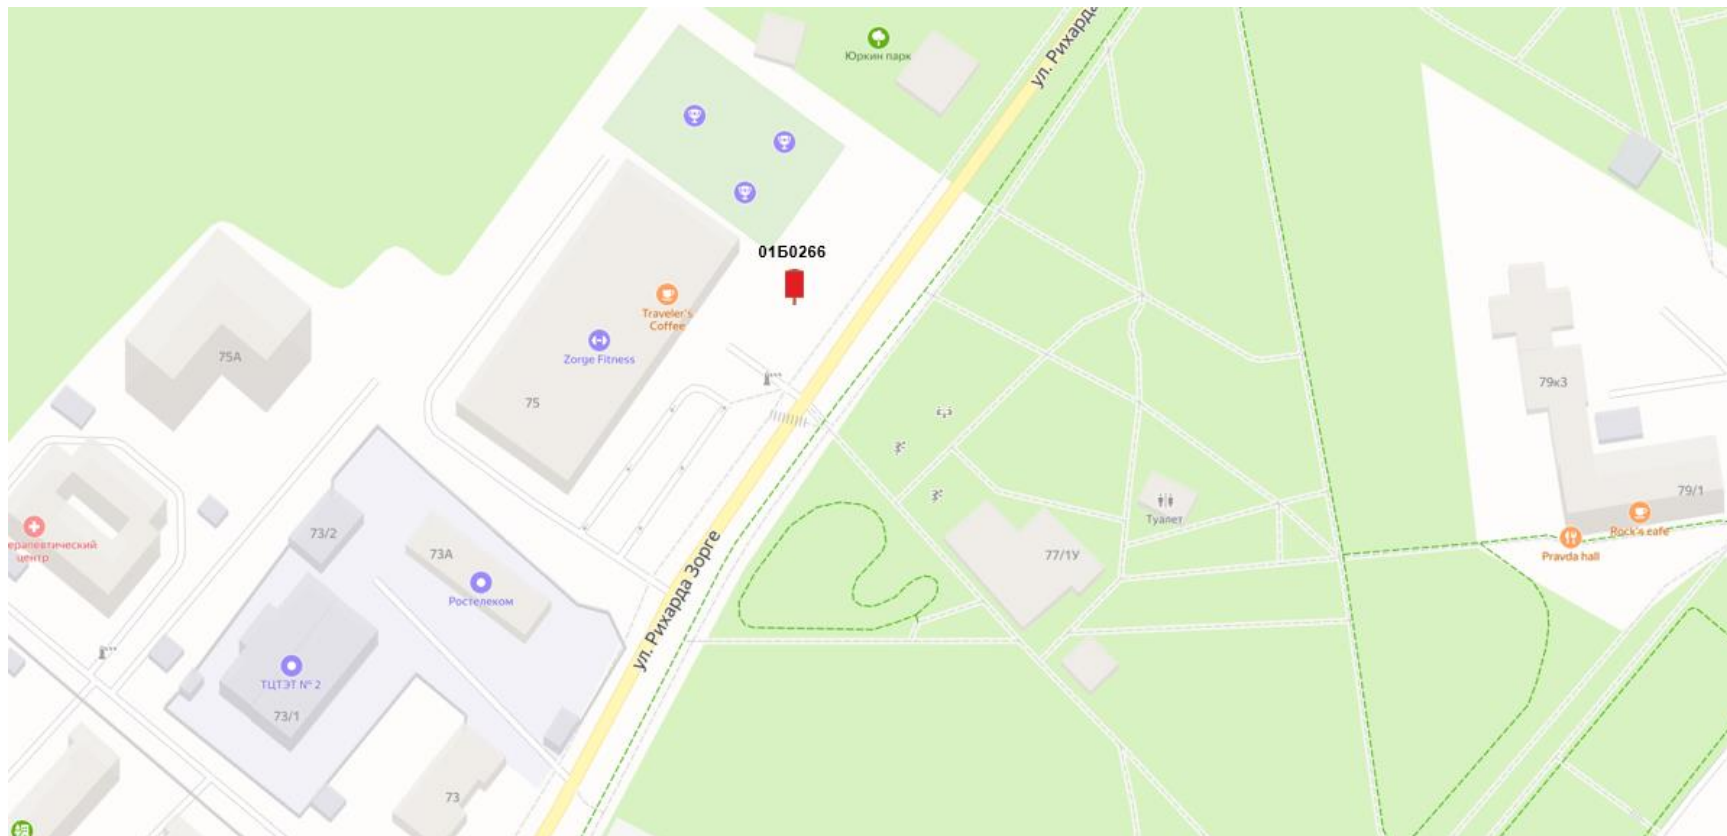 ул. Рихарда
Юркин парк
01Б0266
Traveler's
Coffee
Zorge Fitness
75А
75
79к3
79/1
Rock's cafe
Pravda hall
Туалет
77/1У
73/2
73А
Ростелеком
ул. Рихарда Зорге
центр
ТЦТЭТ № 2
73/1
73